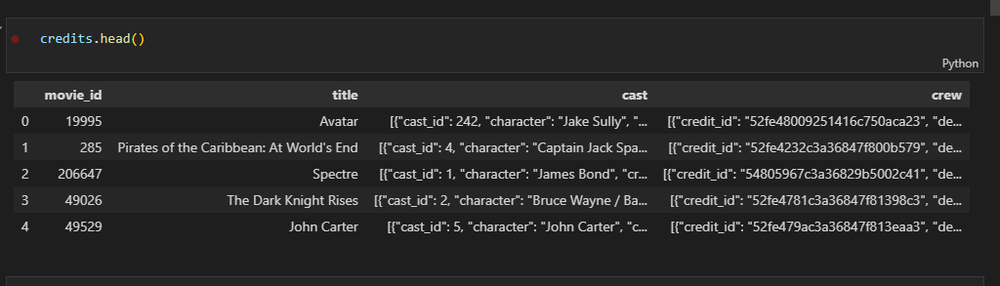 credits.head()
Python
movie_id title cast crew
0 19995 Avatar [{"cast_id": 242, "character": "Jake Sully", "... [{"credit_id": "52fe48009251416c750aca23", "de...
1 285 Pirates of the Caribbean: At World's End [{"cast_id": 4, "character": "Captain Jack Spa... [{"credit_id": "52fe4232c3a36847f800b579", "de...
2 206647 Spectre [{"cast_id": 1, "character": "James Bond", "cr... [{"credit_id": "54805967c3a36829b5002c41", "de...
3 49026 The Dark Knight Rises [{"cast_id": 2, "character": "Bruce Wayne / Ba... [{"credit_id": "52fe4781c3a36847f81398c3", "de...
4 49529 John Carter [{"cast_id": 5, "character": "John Carter", "c... [{"credit_id": "52fe479ac3a36847f813eaa3", "de...